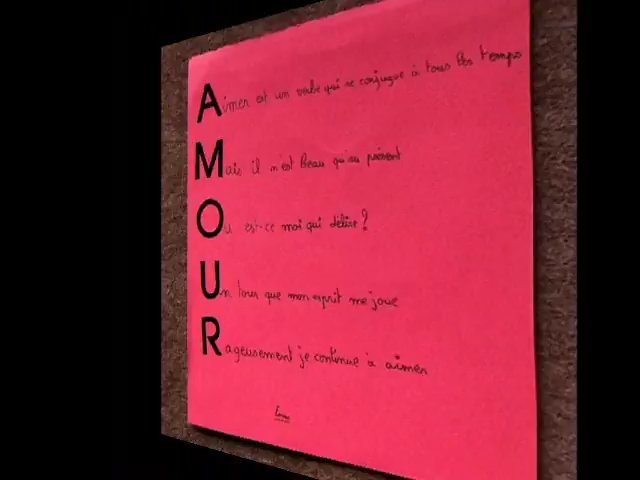 Aimer est un verbe qui se conjugue à tous les temps
Mais il n'est Beau qu'au présent
Ou est-ce moi qui délire ?
Un tour que mon esprit me joue
Rageusement je continue à aimer
Emma